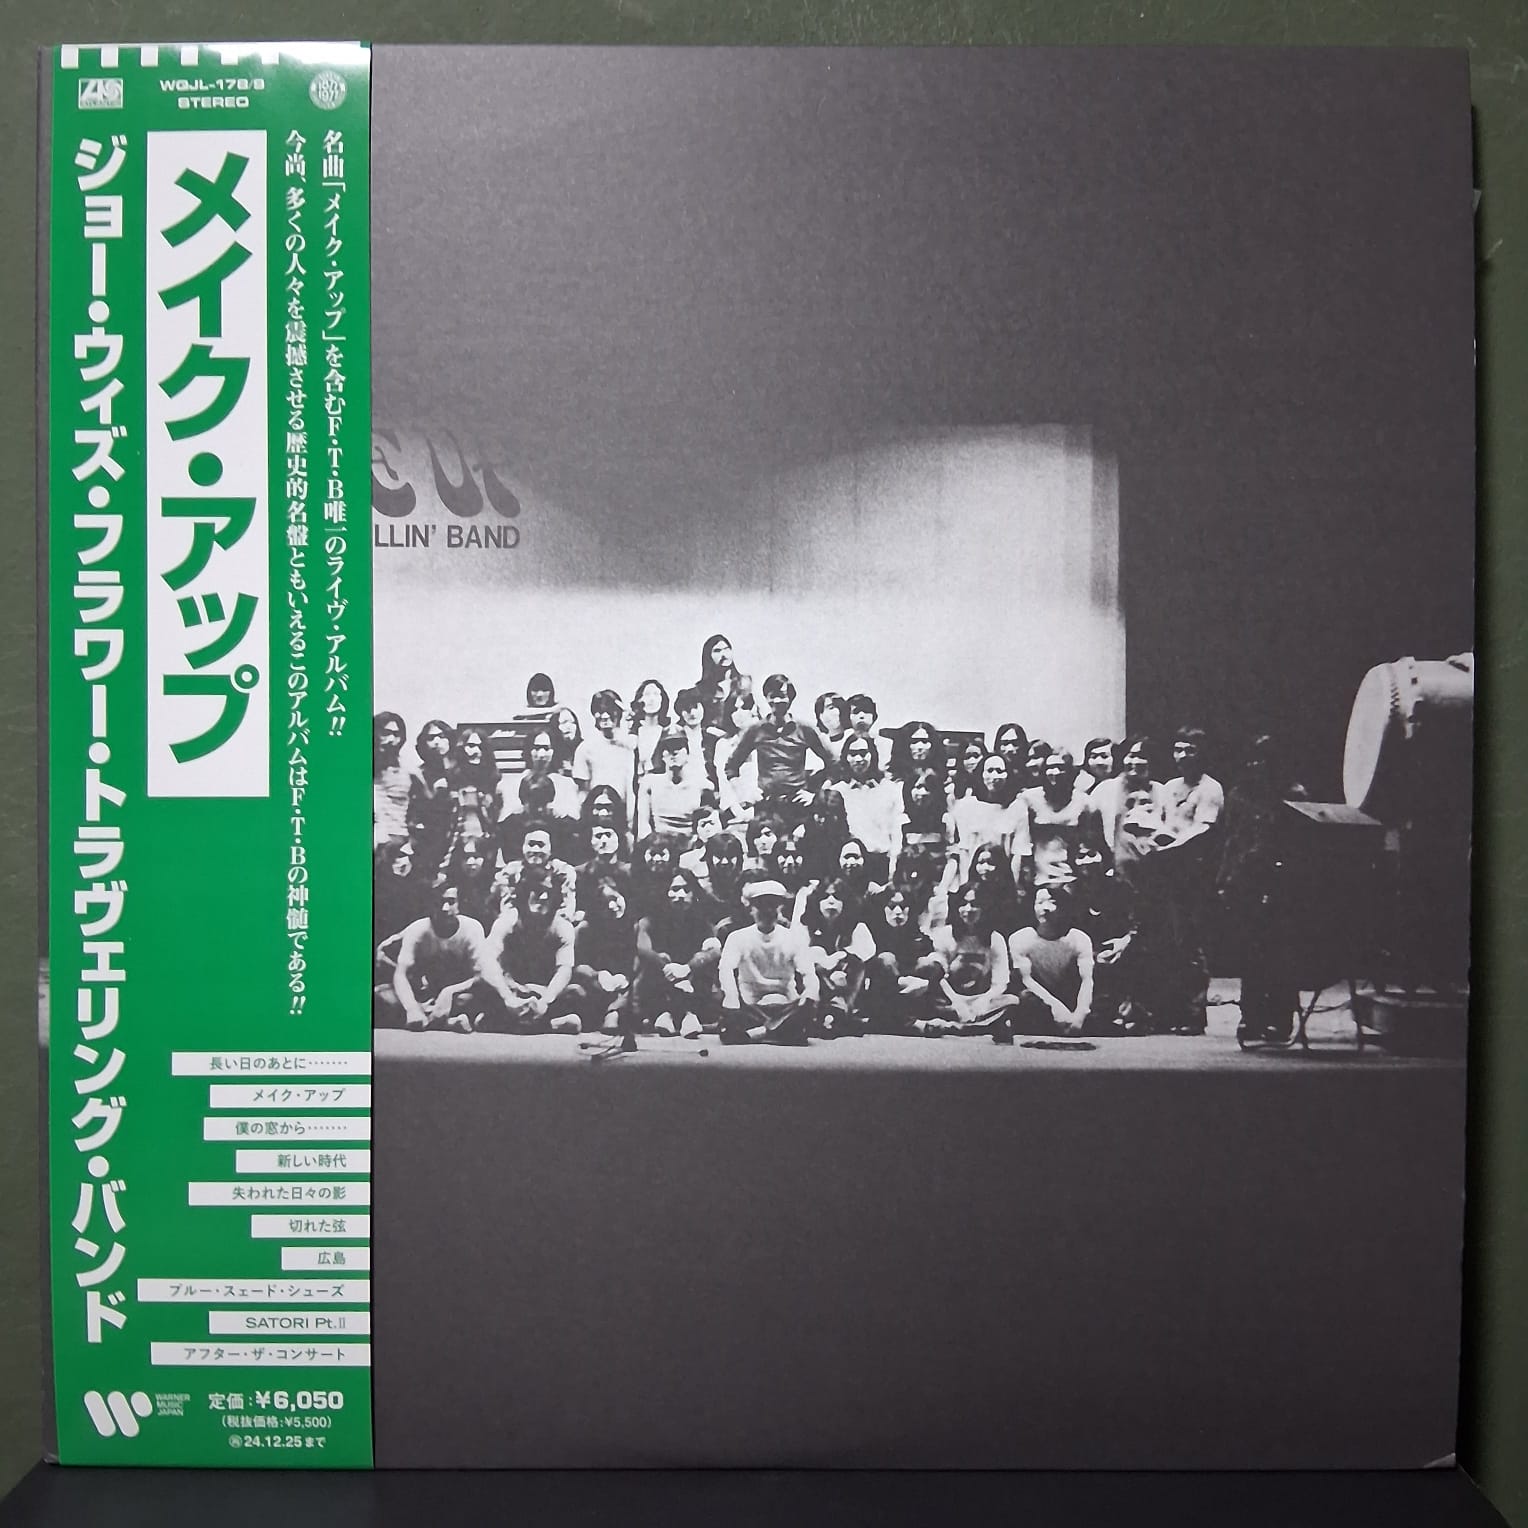 WQJL-178/9
STEREO
ジョー・ウィズ・フラワー・トラヴェリング・バンド
メイク・アップ
名曲「メイク・アップ」を含むF・T・B唯一のライヴ・アルバム!!
今尚、多くの人々を震撼させる歴史的名盤ともいえるこのアルバムはF・T・Bの神髄である!!
長い日のあとに‥‥‥
メイク・アップ
僕の窓から‥‥‥
新しい時代
失われた日々の影
切れた弦
広島
ブルー・スェード・シューズ
SATORI Pt.II
アフター・ザ・コンサート
WARNER
MUSIC
JAPAN
定価:¥6,050
(税抜価格:¥5,500)
㋐24.12.25まで
E Up
LLIN' BAND